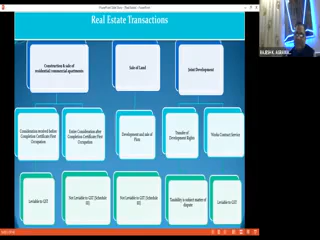 Real Estate Transactions
Construction & sale of
residential/commercial apartments
Sale of Land
Joint Development
Consideration received before
Completion Certificate/First
Occupation
Entire Consideration after
Completion Certificate/First
Occupation
Development and sale of
Plots
Transfer of
Development Rights
Works Contract Service
Leviable to GST
Not Leviable to GST (Schedule
III)
Not Leviable to GST (Schedule
III)
Taxability is subject matter of
dispute
Leviable to GST